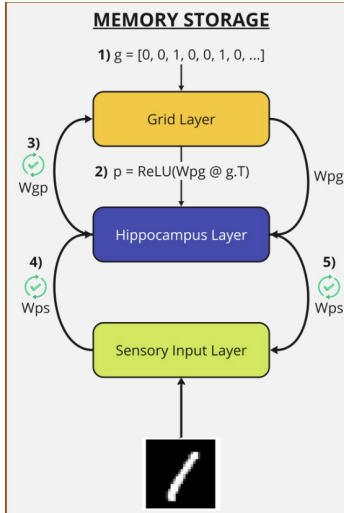 MEMORY STORAGE
1) g = [0, 0, 1, 0, 0, 1, 0, ...]
Grid Layer
3)
Wgp
2) p = ReLU(Wpg @ g.T)
Wpg
Hippocampus Layer
4)
Wps
5)
Wps
Sensory Input Layer